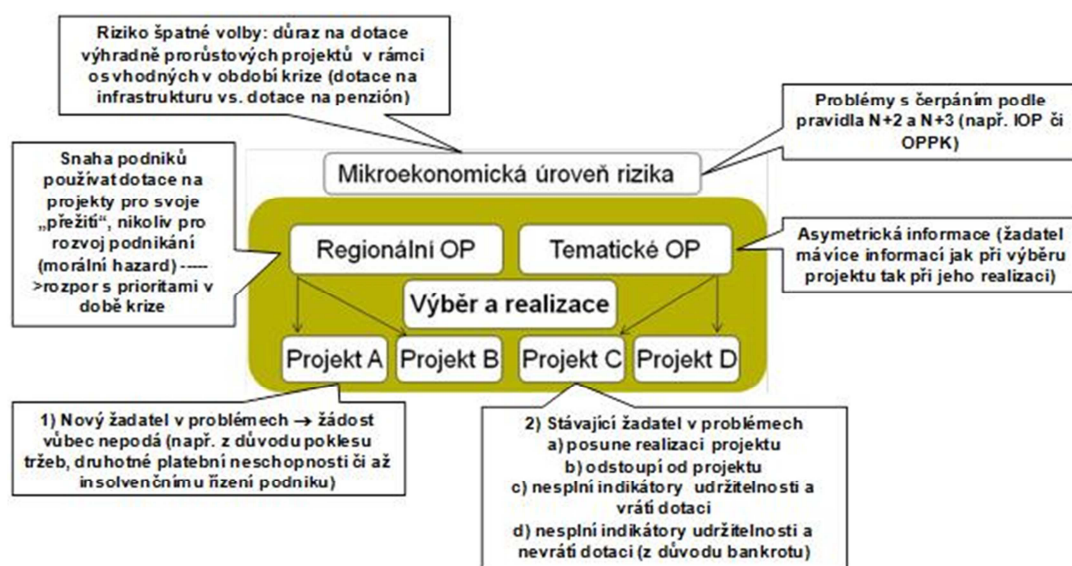 Riziko špatné volby: důraz na dotace
výhradně prorůstových projektů v rámci
os vhodných v období krize (dotace na
infrastrukturu vs. dotace na penzión)
Problémy s čerpáním podle
pravidla N+2 a N+3 (např. IOP či
OPPK)
Snaha podniků
používat dotace na
projekty pro svoje
„přežití“, nikoliv pro
rozvoj podnikání
(morální hazard) -----
>rozpor s prioritami v
době krize
Mikroekonomická úroveň rizika
Regionální OP
Tematické OP
Asymetrická informace (žadatel
má více informací jak při výběru
projektu tak při jeho realizaci)
Výběr a realizace
Projekt A
Projekt B
Projekt C
Projekt D
1) Nový žadatel v problémech → žádost
vůbec nepodá (např. z důvodu poklesu
tržeb, druhotné platební neschopnosti či až
insolvenčnímu řízení podniku)
2) Stávající žadatel v problémech
a) posune realizaci projektu
b) odstoupí od projektu
c) nesplní indikátory udržitelnosti a
vrátí dotaci
d) nesplní indikátory udržitelnosti a
nevrátí dotaci (z důvodu bankrotu)